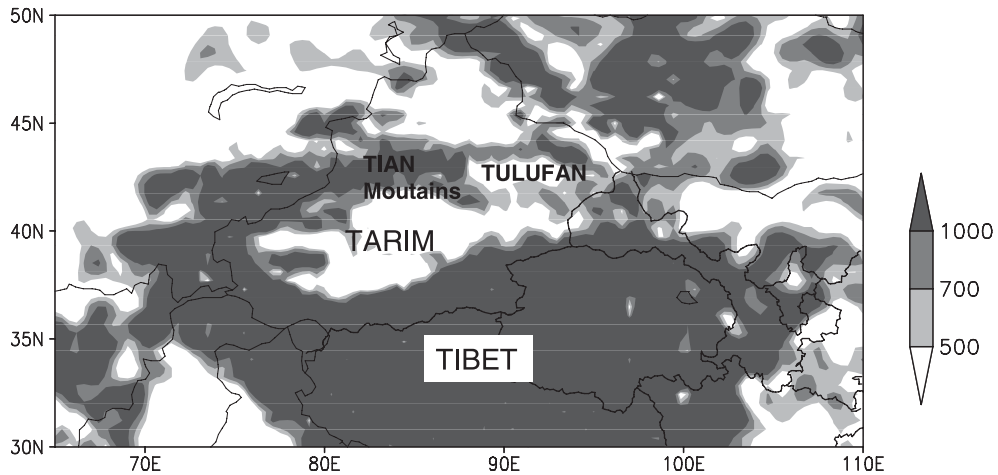 50N
45N
TIAN
Moutains
TULUFAN
TARIM
40N
1000
700
500
35N
TIBET
30N
70E 80E 90E 100E 110E